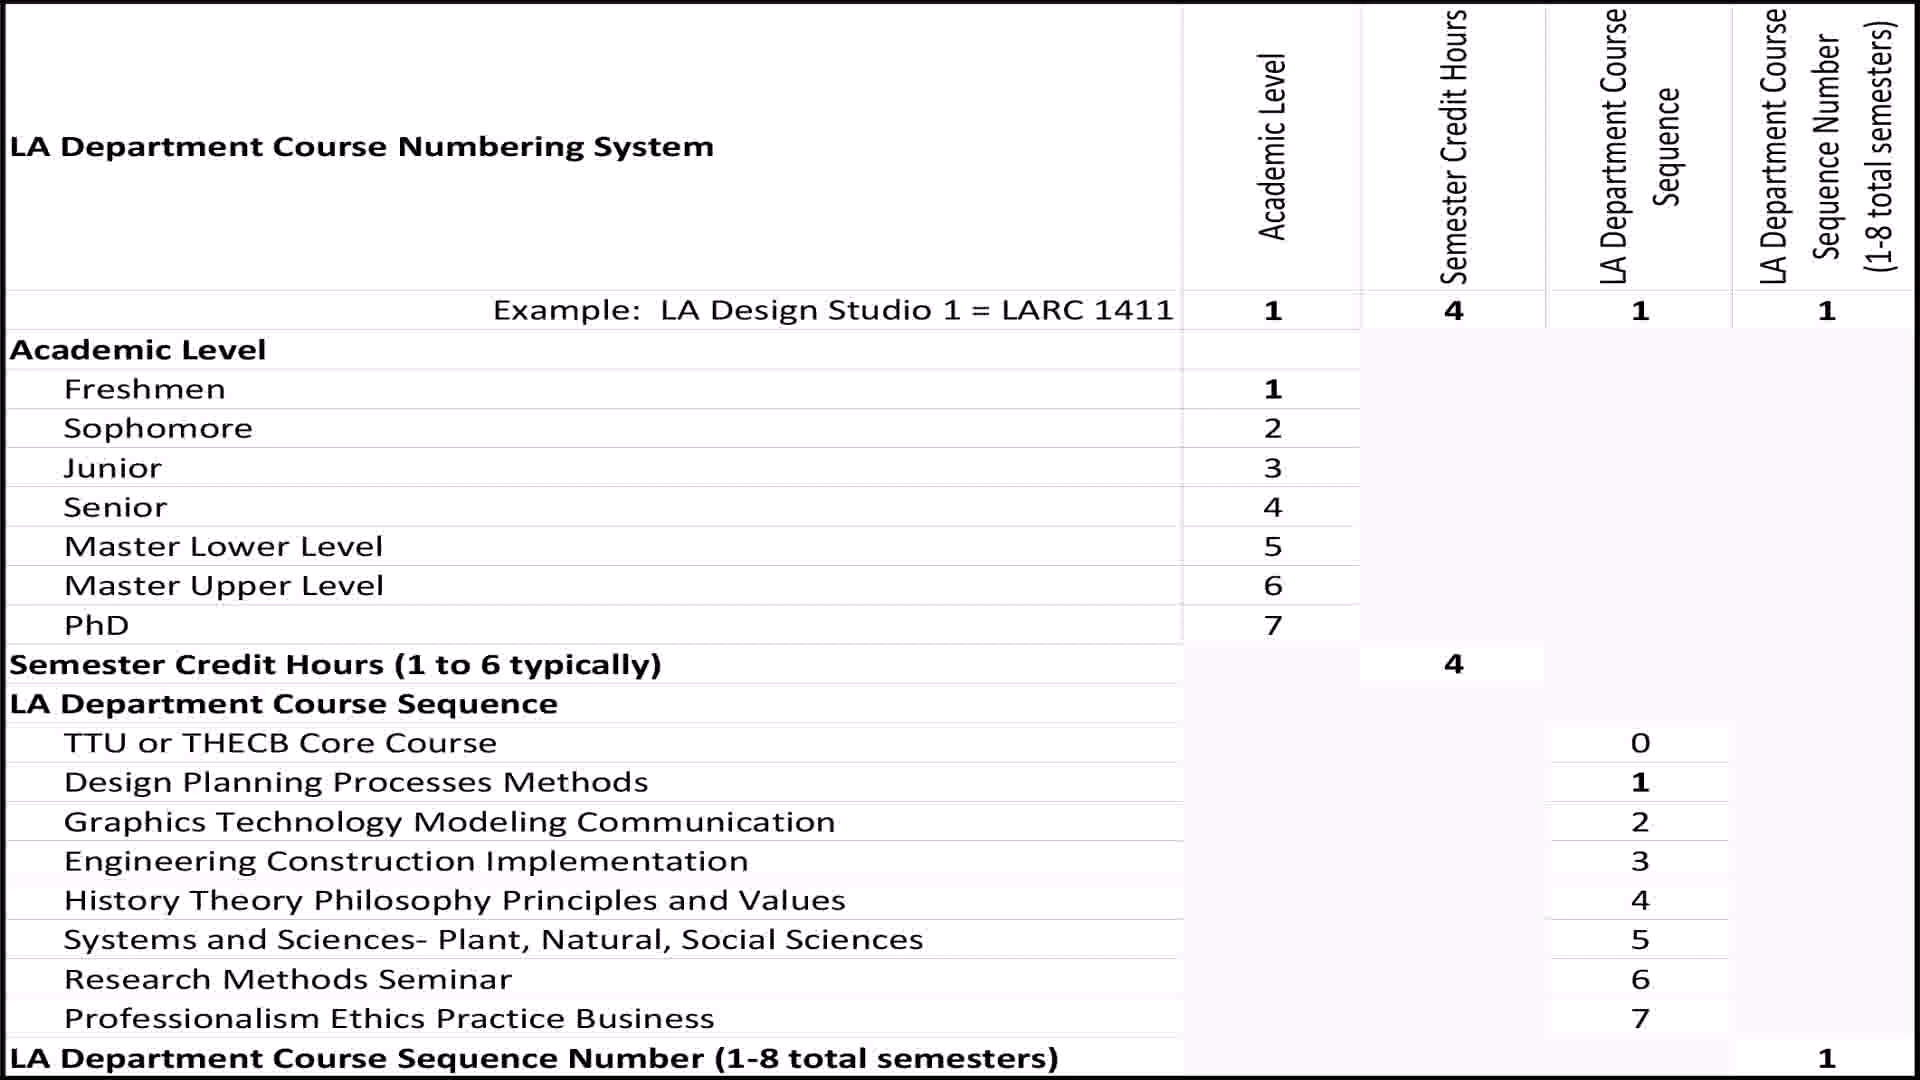 LA Department Course Numbering System
Academic Level
Semester Credit Hours
LA Department Course
Sequence
LA Department Course
Sequence Number
(1-8 total semesters)
Example: LA Design Studio 1 = LARC 1411 1 4 1 1
Academic Level
Freshmen 1
Sophomore 2
Junior 3
Senior 4
Master Lower Level 5
Master Upper Level 6
PhD 7
Semester Credit Hours (1 to 6 typically) 4
LA Department Course Sequence
TTU or THECB Core Course 0
Design Planning Processes Methods 1
Graphics Technology Modeling Communication 2
Engineering Construction Implementation 3
History Theory Philosophy Principles and Values 4
Systems and Sciences- Plant, Natural, Social Sciences 5
Research Methods Seminar 6
Professionalism Ethics Practice Business 7
LA Department Course Sequence Number (1-8 total semesters) 1